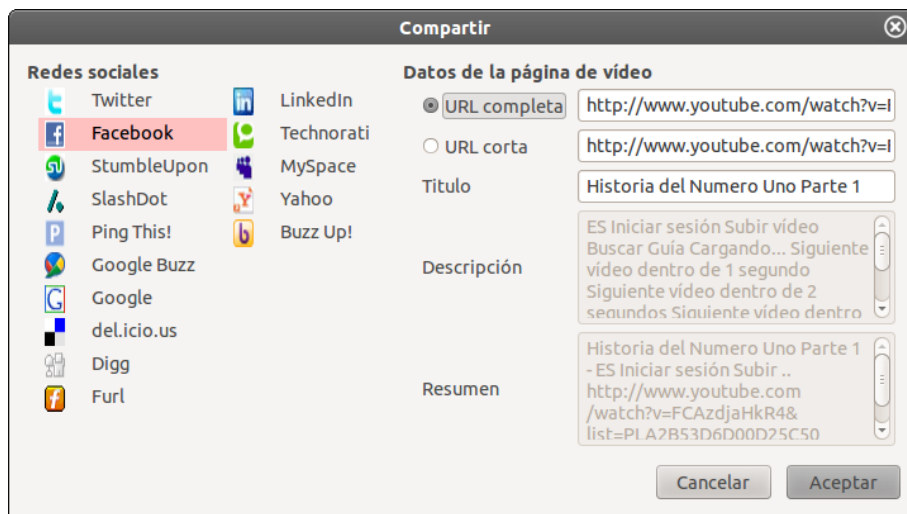 Compartir
Redes sociales
Twitter
Facebook
StumbleUpon
SlashDot
Ping This!
Google Buzz
Google
del.icio.us
Digg
Furl
LinkedIn
Technorati
MySpace
Yahoo
Buzz Up!
Datos de la página de vídeo
URL completa
http://www.youtube.com/watch?v=
URL corta
http://www.youtube.com/watch?v=
Titulo
Historia del Numero Uno Parte 1
Descripción
ES Iniciar sesión Subir vídeo
Buscar Guía Cargando... Siguiente
vídeo dentro de 1 segundo
Siguiente vídeo dentro de 2
segundos Siguiente vídeo dentro
Resumen
Historia del Numero Uno Parte 1
- ES Iniciar sesión Subir ..
http://www.youtube.com
/watch?v=FCAzdjaHkR4&
list=PLA2B53D6D00D25C50
Cancelar
Aceptar